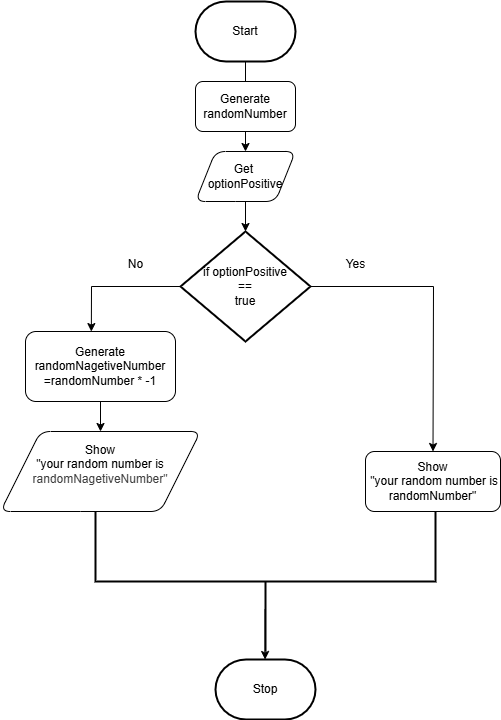 Start
Generate
randomNumber
Get
optionPositive
No
Yes
if optionPositive
==
true
Generate
randomNagetiveNumber
=randomNumber * -1
Show
"your random number is
randomNagetiveNumber"
Show
"your random number is
randomNumber"
Stop